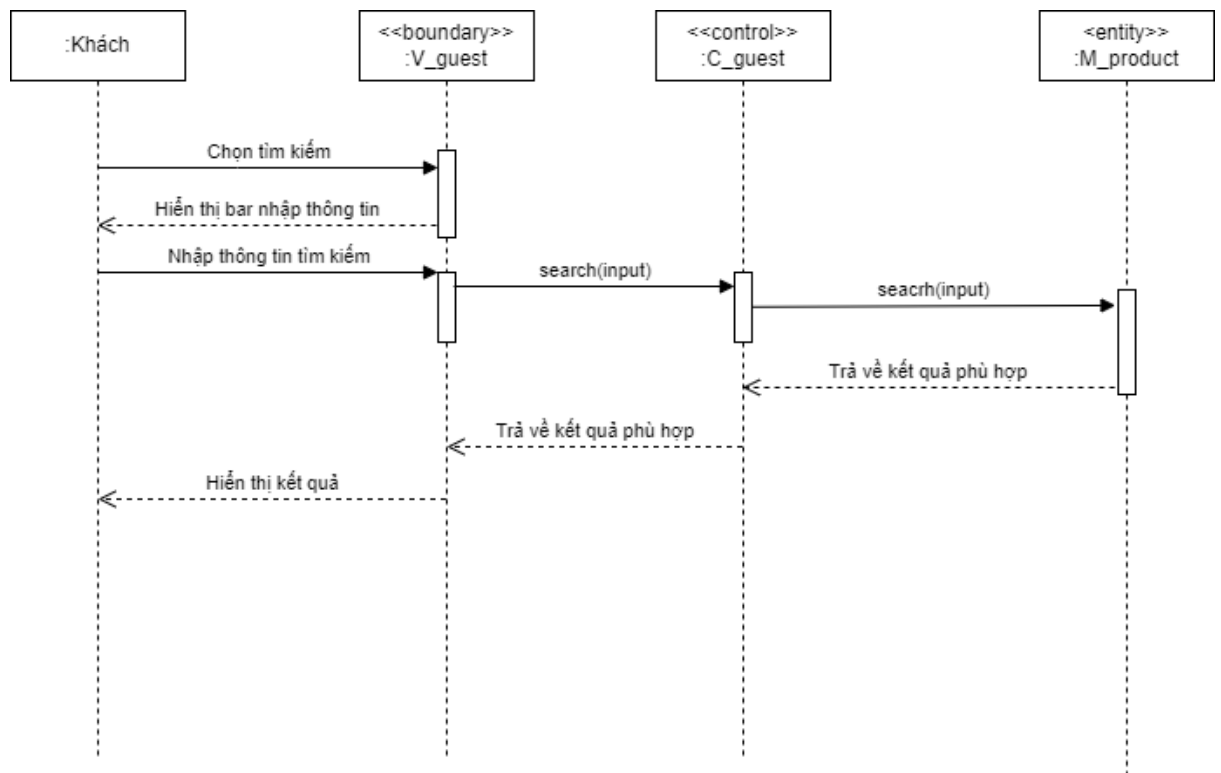 :Khách
<<boundary>>
:V_guest
<<control>>
:C_guest
<entity>>
:M_product
Chọn tìm kiếm
Hiển thị bar nhập thông tin
Nhập thông tin tìm kiếm
search(input)
seacrh(input)
Trả về kết quả phù hợp
Trả về kết quả phù hợp
Hiển thị kết quả